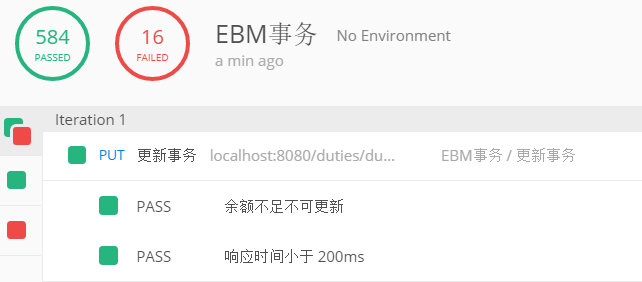 584
PASSED
16
FAILED
EBM事务 No Environment
a min ago
Iteration 1
PUT 更新事务 localhost:8080/duties/du... EBM事务 / 更新事务
PASS 余额不足不可更新
PASS 响应时间小于 200ms